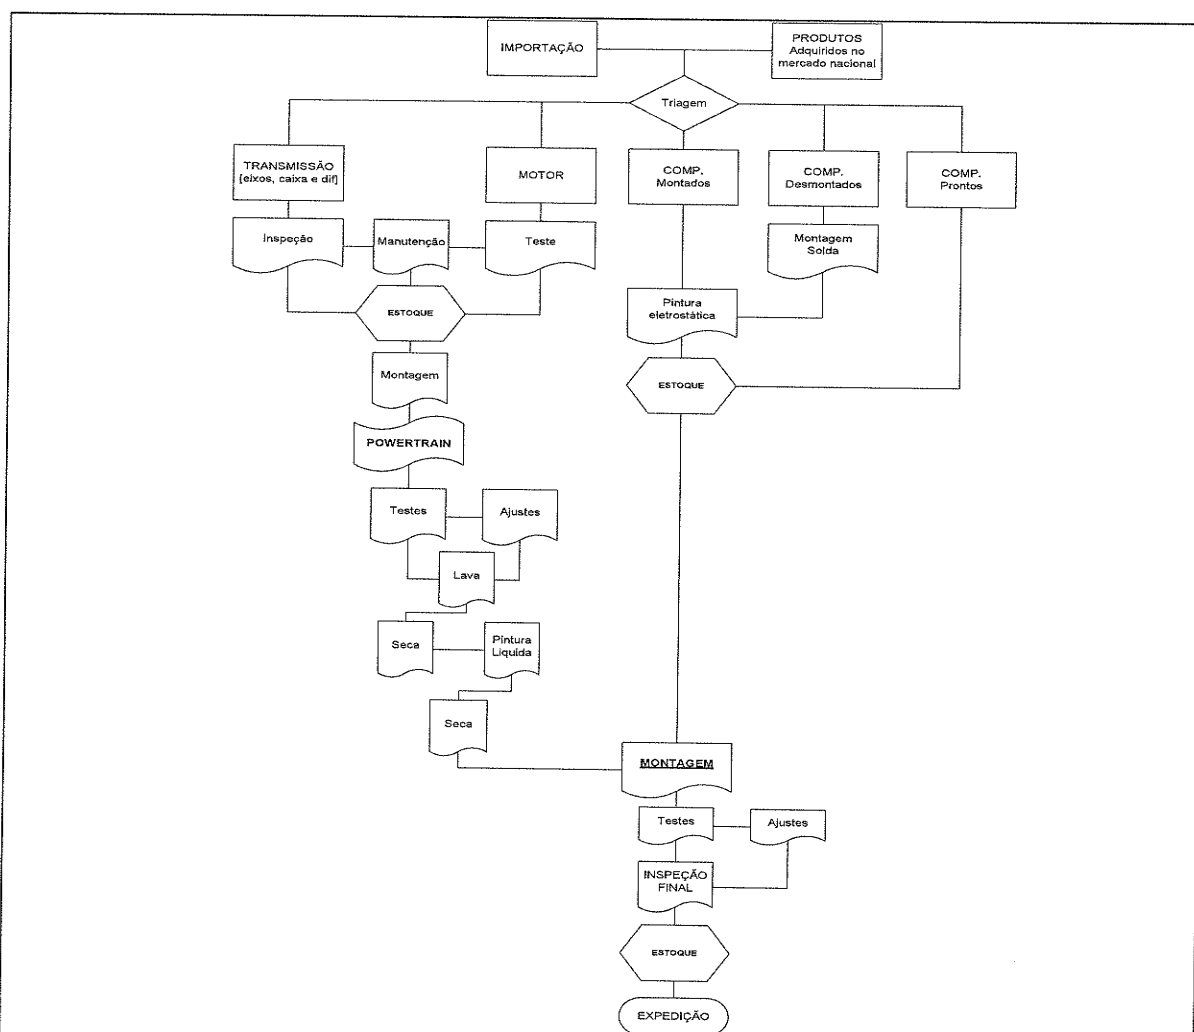 IMPORTAÇÃO
PRODUTOS
Adquiridos no
mercado nacional
Triagem
TRANSMISSÃO
[eixos, caixa e dif]
MOTOR
COMP.
Montados
COMP.
Desmontados
COMP.
Prontos
Inspeção
Manutenção
Teste
Montagem
Solda
Pintura
eletrostática
ESTOQUE
ESTOQUE
Montagem
POWERTRAIN
Testes
Ajustes
Lava
Seca
Pintura
Liquida
Seca
MONTAGEM
Testes
Ajustes
INSPEÇÃO
FINAL
ESTOQUE
EXPEDIÇÃO